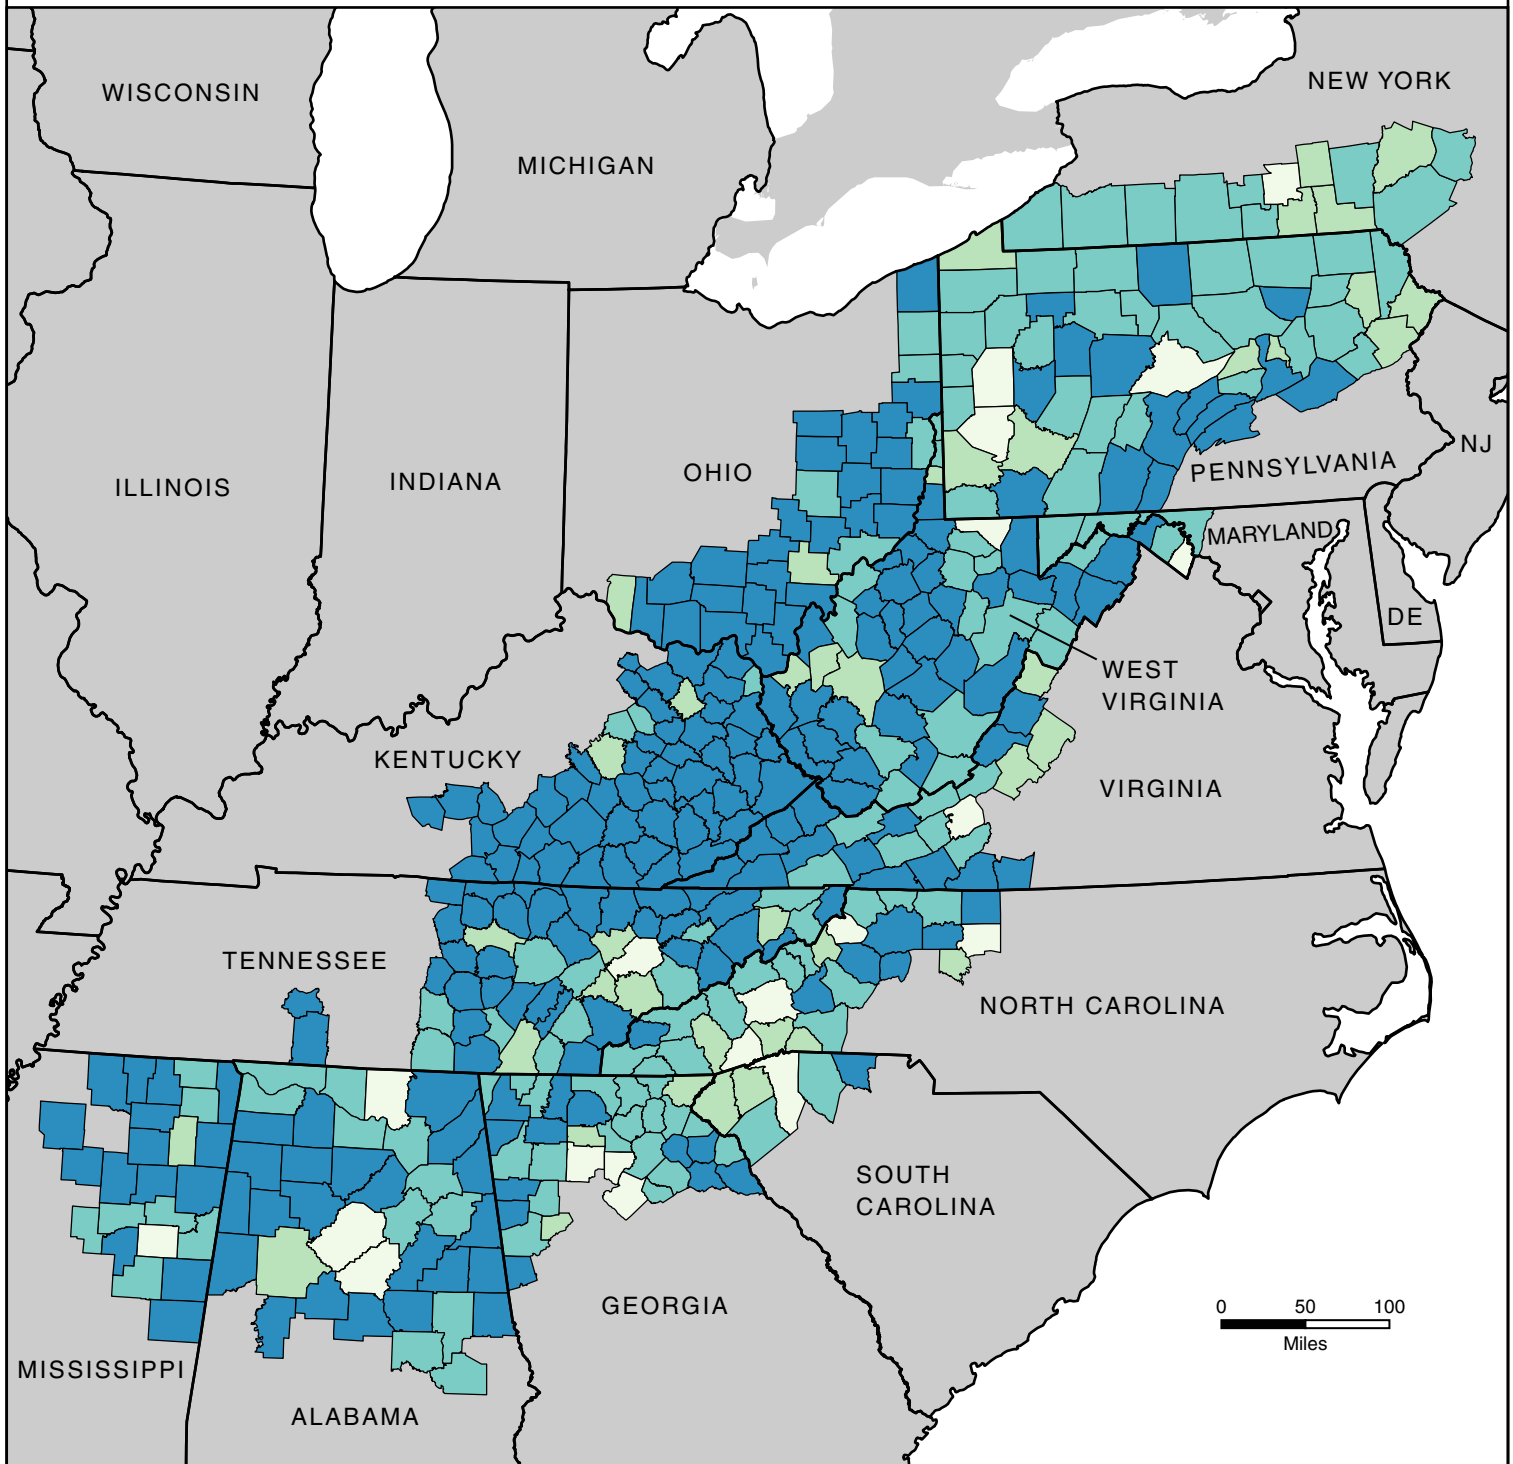 NEW YORK
WISCONSIN
MICHIGAN
NJ
PENNSYLVANIA
OHIO
INDIANA
ILLINOIS
MARYLAND
DE
WEST
VIRGINIA
KENTUCKY
VIRGINIA
TENNESSEE
NORTH CAROLINA
SOUTH
CAROLINA
GEORGIA
0 50 100
Miles
MISSISSIPPI
ALABAMA